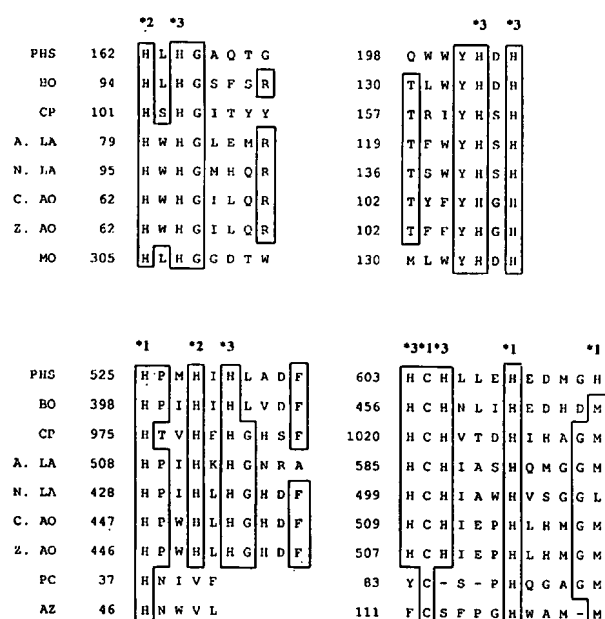 *2 *3 *3 *3
PHS 162 H L H G A Q T G 198 Q W W Y H D H
BO 94 H L H G S F S R 130 T L W Y H D H
CP 101 H S H G I T Y Y 157 T R I Y H S H
A. LA 79 H W H G L E M R 119 T F W Y H S H
N. LA 95 H W H G M H Q R 136 T S W Y H S H
C. AO 62 H W H G I L Q R 102 T Y F Y H G H
Z. AO 62 H W H G I L Q R 102 T F F Y H G H
MO 305 H L H G G D T W 130 M L W Y H D H
*1 *2 *3 *3*1*3 *1 *1
PHS 525 H P M H I H L A D F 603 H C H L L E H E D M G H
BO 398 H P I H I H L V D F 456 H C H N L I H E D H D M
CP 975 H T V H F H G H S F 1020 H C H V T D H I H A G M
A. LA 508 H P I H K H G N R A 585 H C H I A S H Q M G G M
N. LA 428 H P I H L H G H D F 499 H C H I A W H V S G G L
C. AO 447 H P W H L H G H D F 509 H C H I E P H L H M G M
Z. AO 446 H P W H L H G H D F 507 H C H I E P H L H M G M
PC 37 H N I V F 83 Y C - S - P H Q G A G M
AZ 46 H N W V L 111 F C S F P G H W A M - M